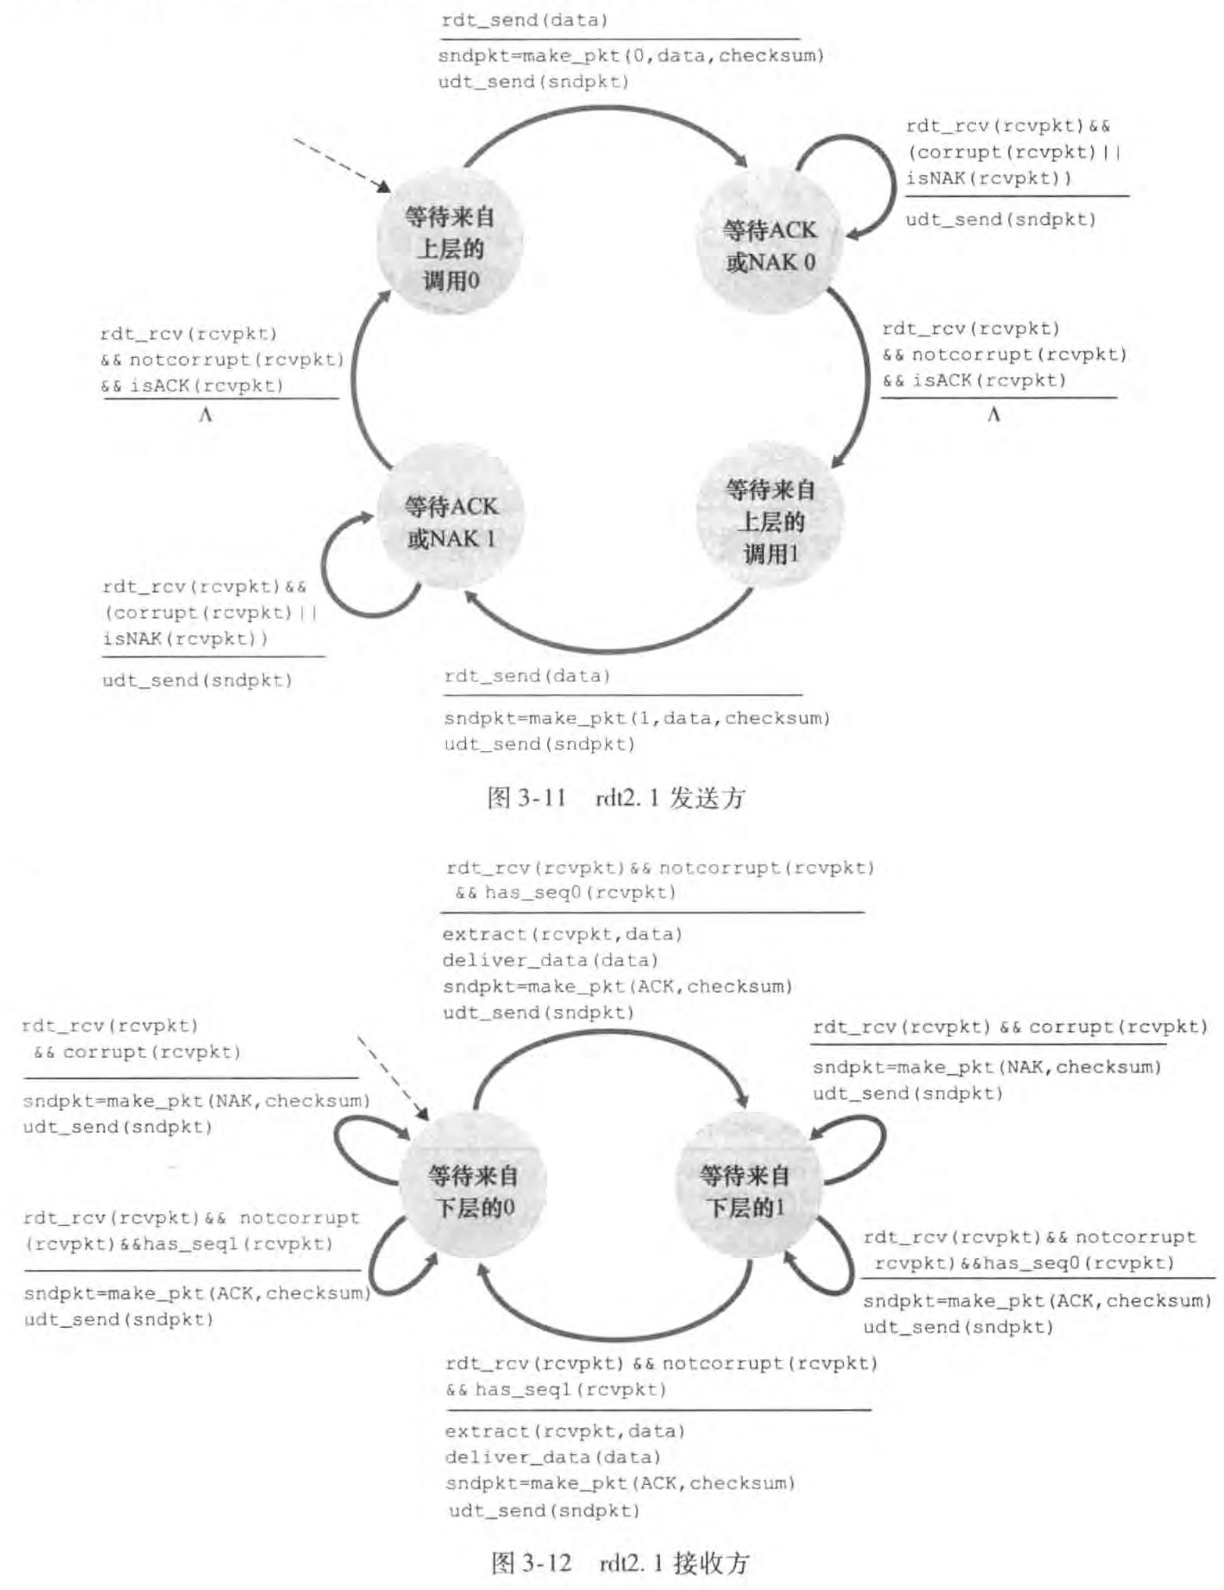 rdt_send(data)
sndpkt=make_pkt(0,data,checksum)
udt_send(sndpkt)
rdt_rcv(rcvpkt)&&
(corrupt(rcvpkt)||
isNAK(rcvpkt))
udt_send(sndpkt)
等待来自
上层的
调用0
等待ACK
或NAK 0
rdt_rcv(rcvpkt)
&& notcorrupt(rcvpkt)
&& isACK(rcvpkt)
Λ
rdt_rcv(rcvpkt)
&& notcorrupt(rcvpkt)
&& isACK(rcvpkt)
Λ
等待ACK
或NAK 1
等待来自
上层的
调用1
rdt_rcv(rcvpkt)&&
(corrupt(rcvpkt)||
isNAK(rcvpkt))
udt_send(sndpkt)
rdt_send(data)
sndpkt=make_pkt(1,data,checksum)
udt_send(sndpkt)
图 3-11 rdt2. 1 发送方
rdt_rcv(rcvpkt)&& notcorrupt(rcvpkt)
&& has_seq0(rcvpkt)
extract(rcvpkt,data)
deliver_data(data)
sndpkt=make_pkt(ACK,checksum)
udt_send(sndpkt)
rdt_rcv(rcvpkt)
&& corrupt(rcvpkt)
sndpkt=make_pkt(NAK,checksum)
udt_send(sndpkt)
rdt_rcv(rcvpkt) && corrupt(rcvpkt)
sndpkt=make_pkt(NAK,checksum)
udt_send(sndpkt)
等待来自
下层的0
等待来自
下层的1
rdt_rcv(rcvpkt)&& notcorrupt
(rcvpkt)&&has_seq1(rcvpkt)
sndpkt=make_pkt(ACK,checksum)
udt_send(sndpkt)
rdt_rcv(rcvpkt)&& notcorrupt
rcvpkt)&&has_seq0(rcvpkt)
sndpkt=make_pkt(ACK,checksum)
udt_send(sndpkt)
rdt_rcv(rcvpkt) && notcorrupt(rcvpkt)
&& has_seq1(rcvpkt)
extract(rcvpkt,data)
deliver_data(data)
sndpkt=make_pkt(ACK,checksum)
udt_send(sndpkt)
图 3-12 rdt2. 1 接收方